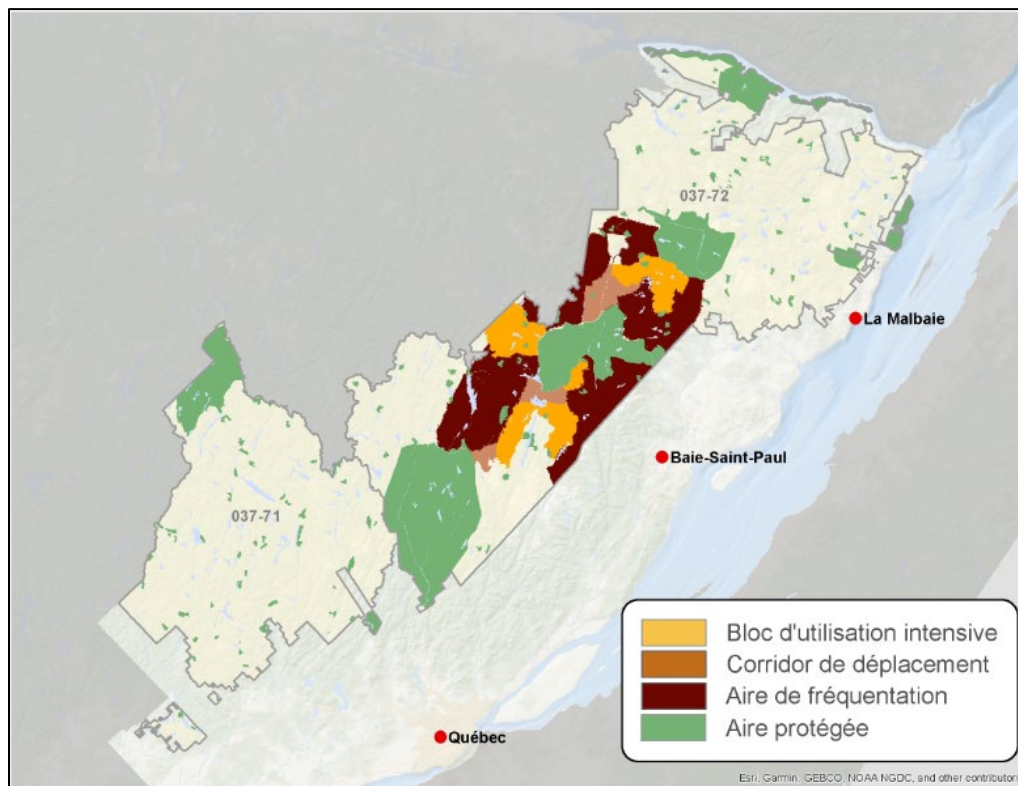 037-72
La Malbaie
Baie-Saint-Paul
037-71
Bloc d'utilisation intensive
Corridor de déplacement
Aire de fréquentation
Aire protégée
Québec
Esri, Garmin, GEBCO, NOAA NGDC, and other contributors